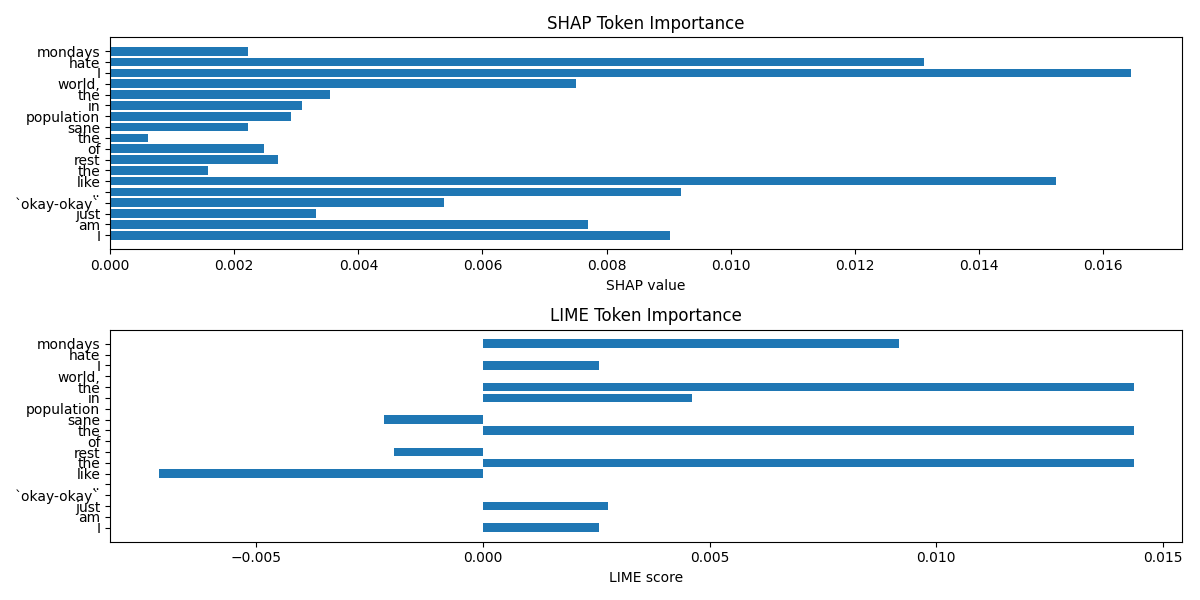 SHAP Token Importance
mondays
hate
I
world,
the
in
population
sane
the
of
rest
the
like
"
`okay-okay`
just
am
I
0.000 0.002 0.004 0.006 0.008 0.010 0.012 0.014 0.016
SHAP value
LIME Token Importance
mondays
hate
I
world,
the
in
population
sane
the
of
rest
the
like
"
`okay-okay`
just
am
I
−0.005 0.000 0.005 0.010 0.015
LIME score